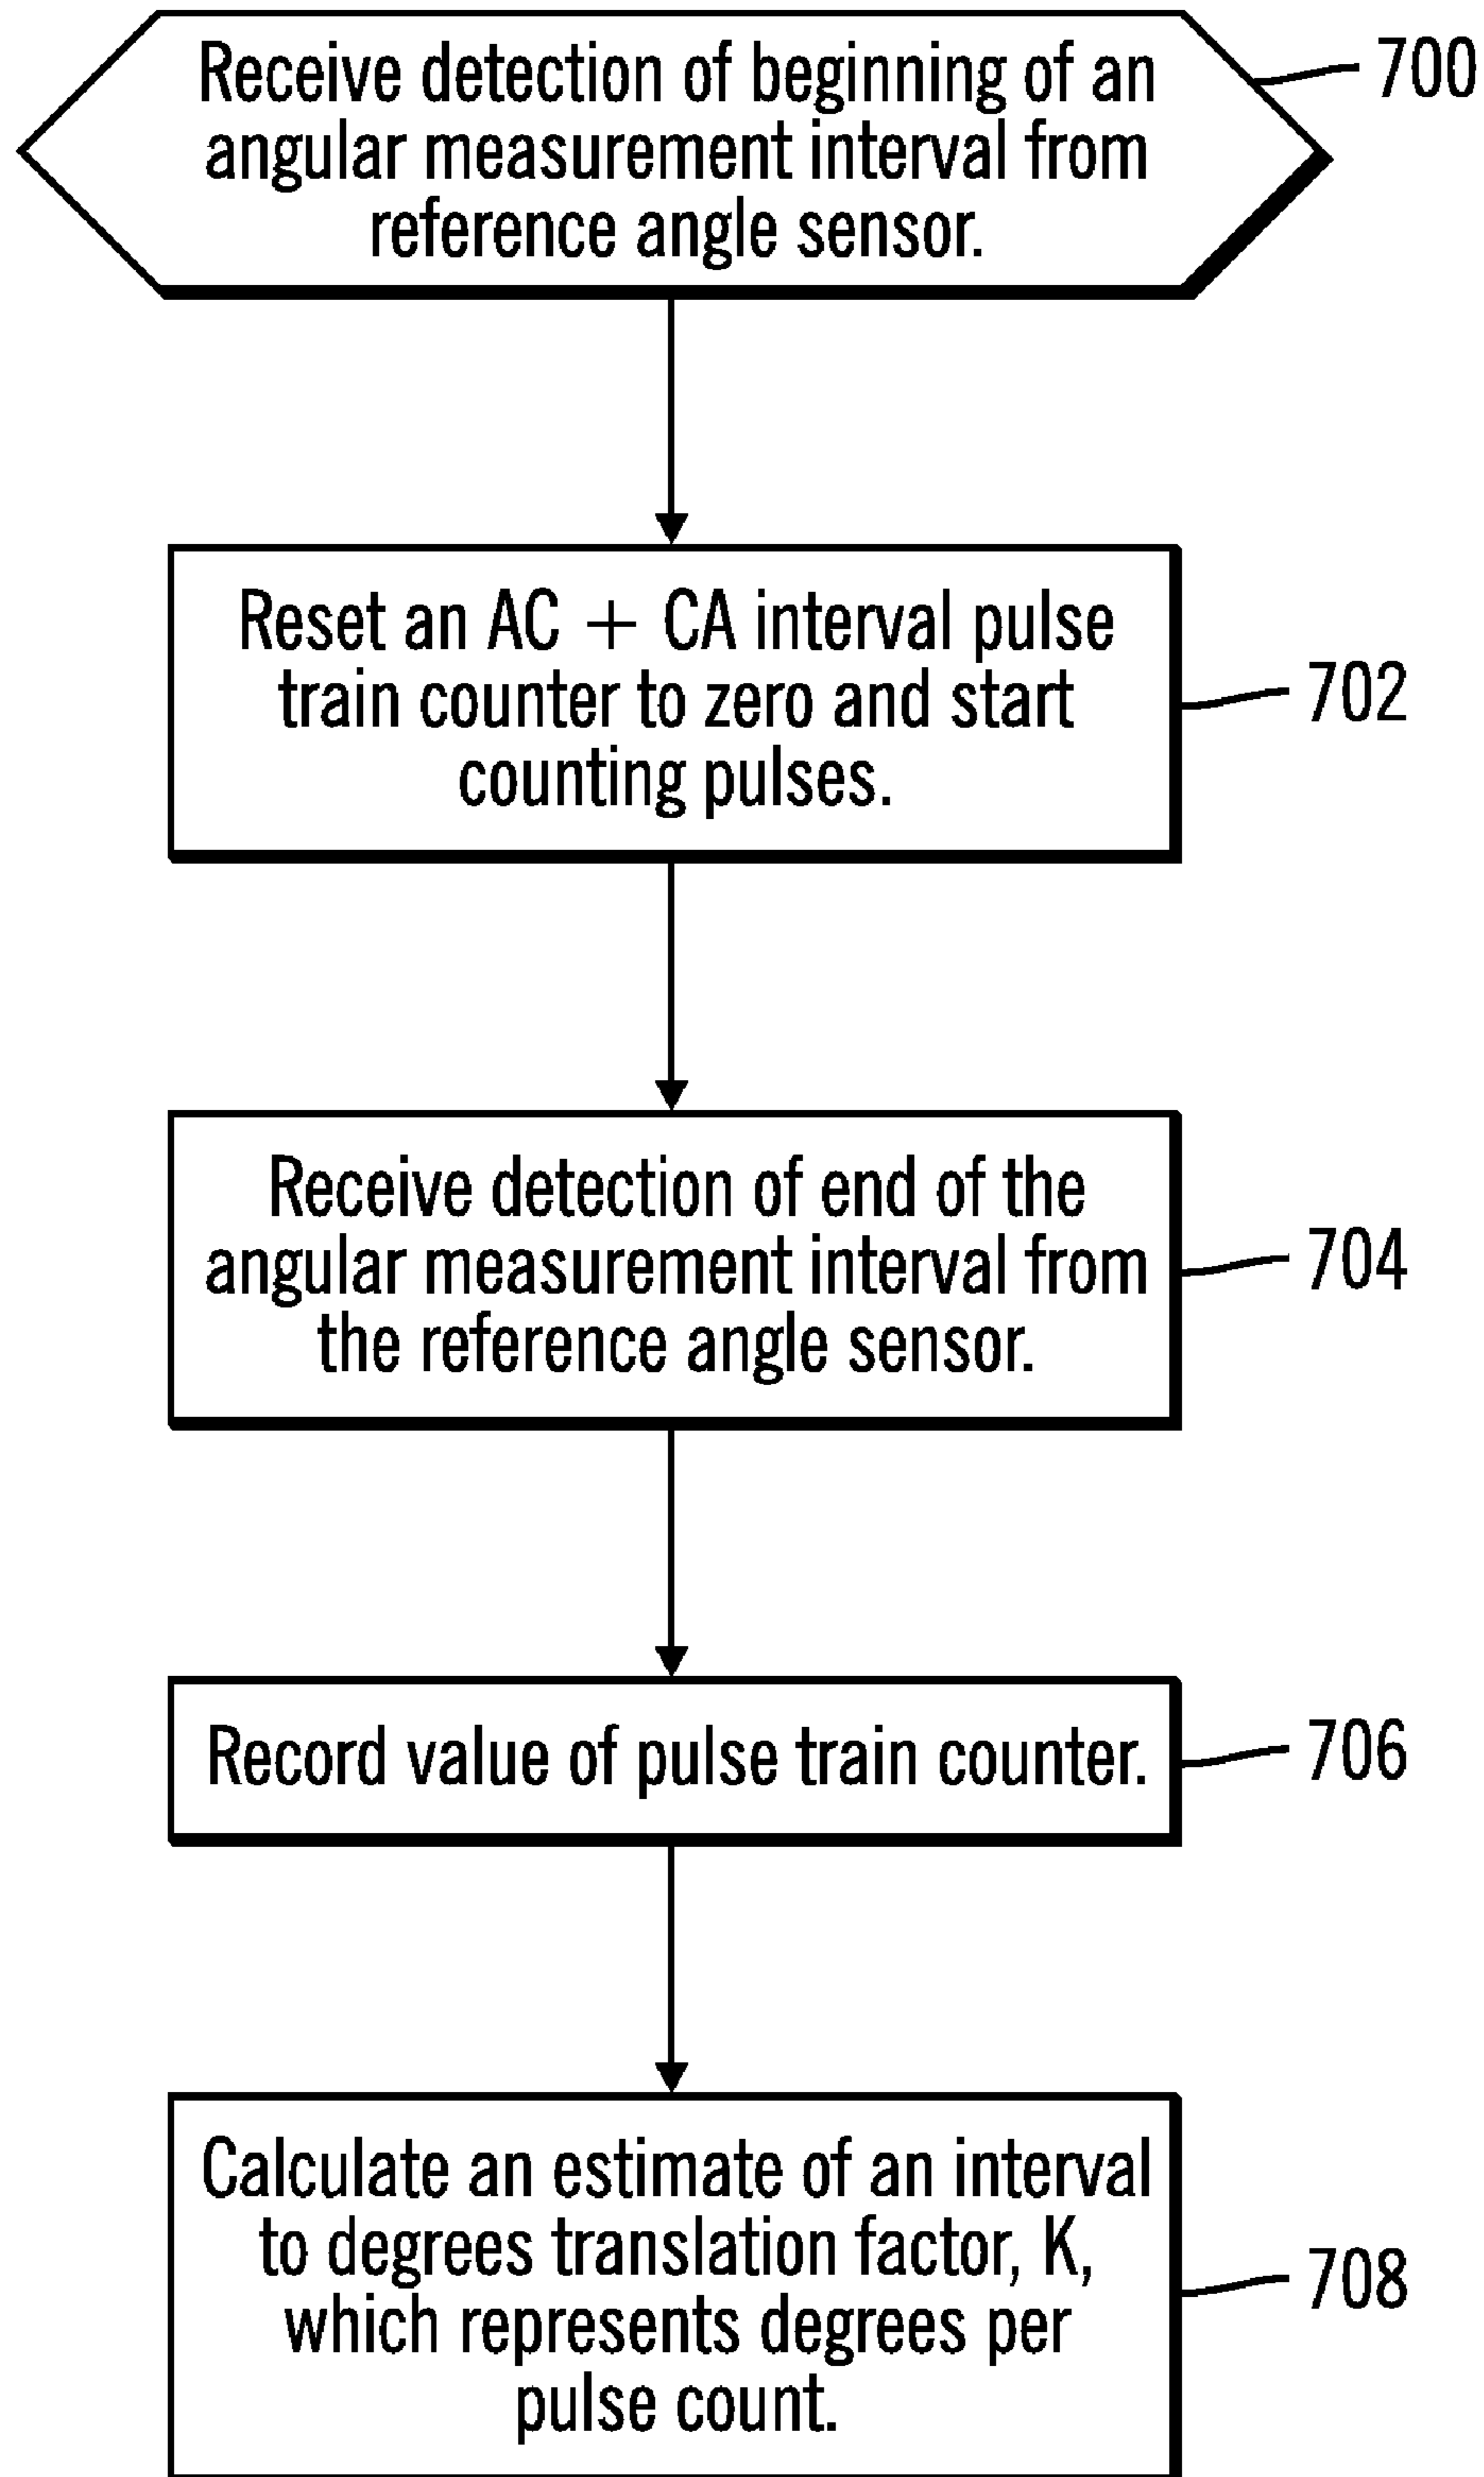 Receive detection of beginning of an
angular measurement interval from
reference angle sensor.
700
Reset an AC + CA interval pulse
train counter to zero and start
counting pulses.
702
Receive detection of end of the
angular measurement interval from
the reference angle sensor.
704
Record value of pulse train counter.
706
Calculate an estimate of an interval
to degrees translation factor, K,
which represents degrees per
pulse count.
708